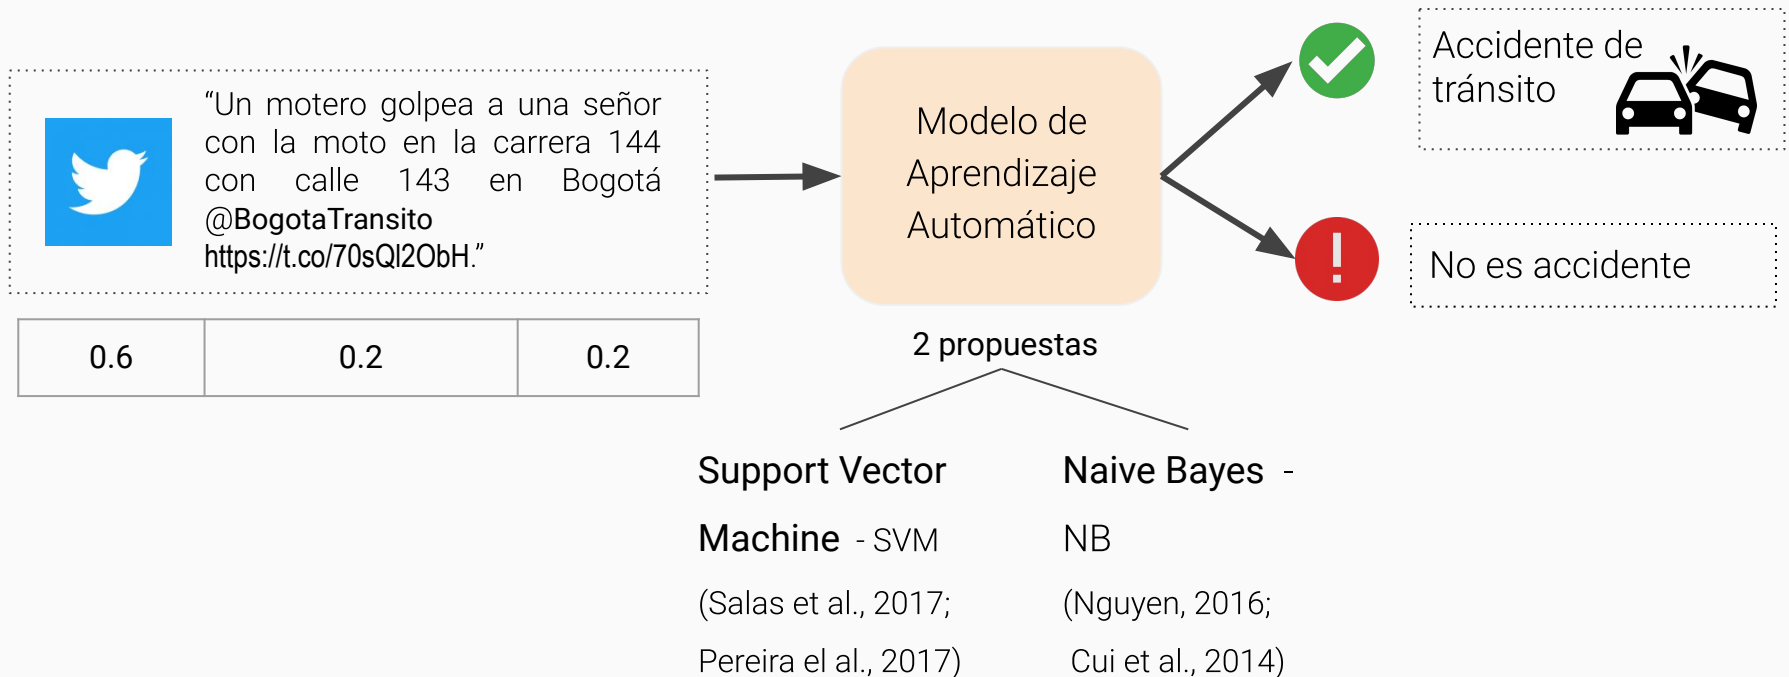 “Un motero golpea a una señor
con la moto en la carrera 144
con calle 143 en Bogotá
@BogotaTransito
https://t.co/70sQl2ObH.”
0.6 0.2 0.2
Modelo de
Aprendizaje
Automático
Accidente de
tránsito
No es accidente
2 propuestas
Support Vector
Machine - SVM
(Salas et al., 2017;
Pereira el al., 2017)
Naive Bayes -
NB
(Nguyen, 2016;
Cui et al., 2014)